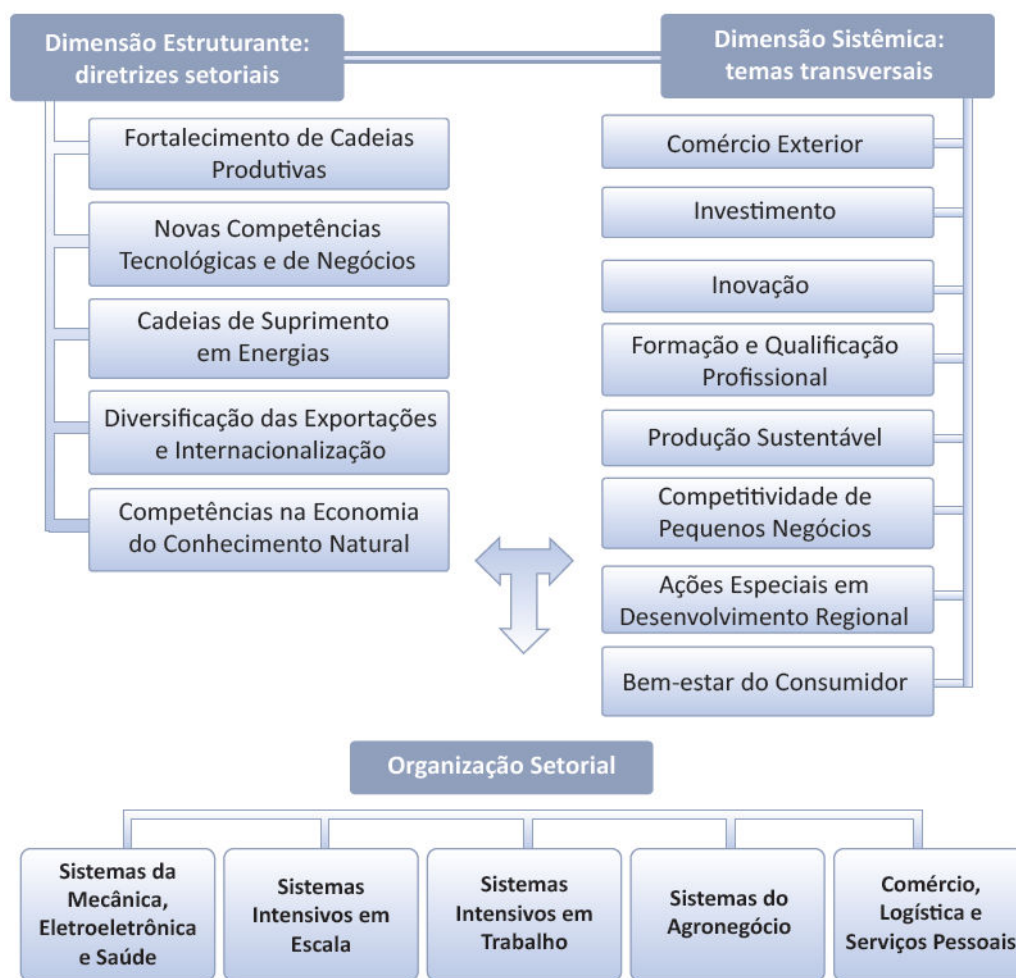 Dimensão Estruturante:
diretrizes setoriais
Fortalecimento de Cadeias
Produtivas
Novas Competências
Tecnológicas e de Negócios
Cadeias de Suprimento
em Energias
Diversificação das Exportações
e Internacionalização
Competências na Economia
do Conhecimento Natural
Dimensão Sistêmica:
temas transversais
Comércio Exterior
Investimento
Inovação
Formação e Qualificação
Profissional
Produção Sustentável
Competitividade de
Pequenos Negócios
Ações Especiais em
Desenvolvimento Regional
Bem-estar do Consumidor
Organização Setorial
Sistemas da
Mecânica,
Eletroeletrônica
e Saúde
Sistemas
Intensivos em
Escala
Sistemas
Intensivos em
Trabalho
Sistemas do
Agronegócio
Comércio,
Logística e
Serviços Pessoais